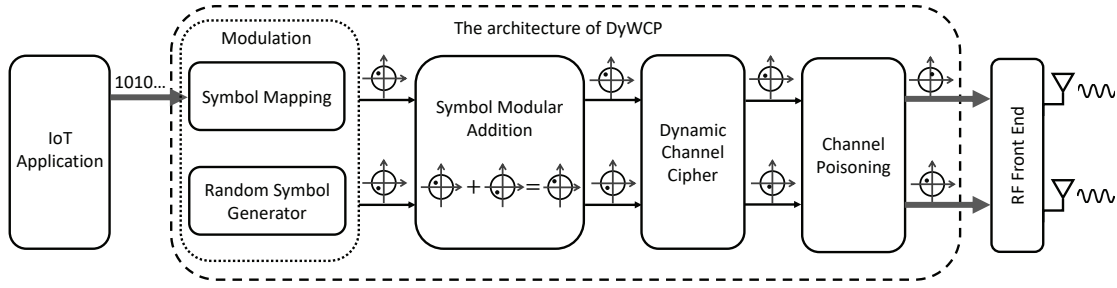 The architecture of DyWCP
Modulation
IoT
Application
1010...
Symbol Mapping
Random Symbol
Generator
Symbol Modular
Addition
+ =
Dynamic
Channel
Cipher
Channel
Poisoning
RF Front End